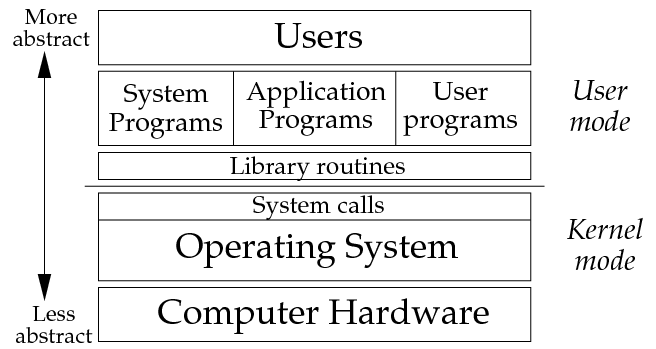 More
abstract
Users
System
Programs
Application
Programs
User
programs
User
mode
Library routines
System calls
Operating System
Kernel
mode
Computer Hardware
Less
abstract